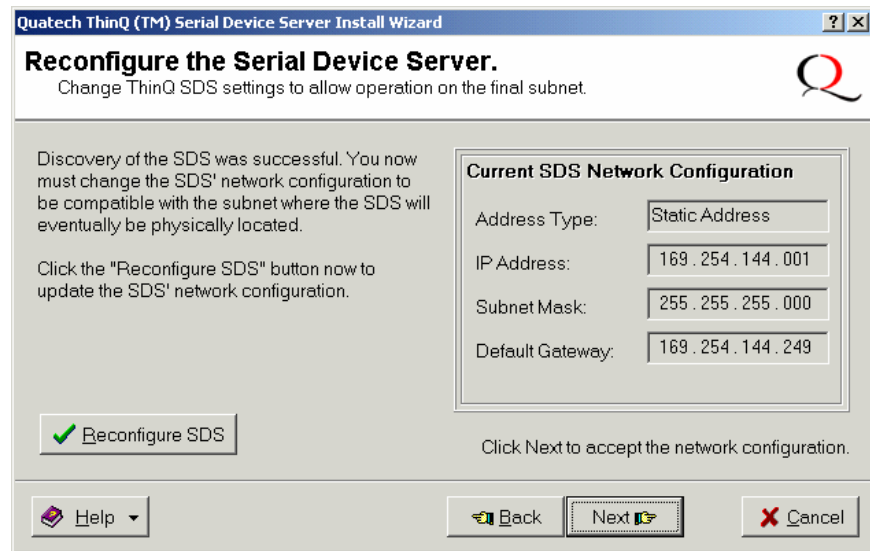 Quatech ThinQ (TM) Serial Device Server Install Wizard
Reconfigure the Serial Device Server.
Change ThinQ SDS settings to allow operation on the final subnet.
Discovery of the SDS was successful. You now
must change the SDS' network configuration to
be compatible with the subnet where the SDS will
eventually be physically located.
Click the "Reconfigure SDS" button now to
update the SDS' network configuration.
Reconfigure SDS
Current SDS Network Configuration
Address Type: Static Address
IP Address: 169 . 254 . 144 . 001
Subnet Mask: 255 . 255 . 255 . 000
Default Gateway: 169 . 254 . 144 . 249
Click Next to accept the network configuration.
Help
Back
Next
Cancel